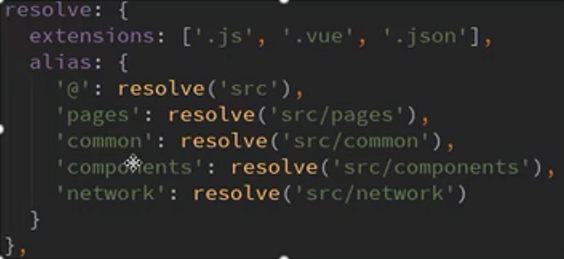 resolve: {
extensions: ['.js', '.vue', '.json'],
alias: {
'@': resolve('src'),
'pages': resolve('src/pages'),
'common': resolve('src/common'),
'components': resolve('src/components'),
'network': resolve('src/network')
}
},